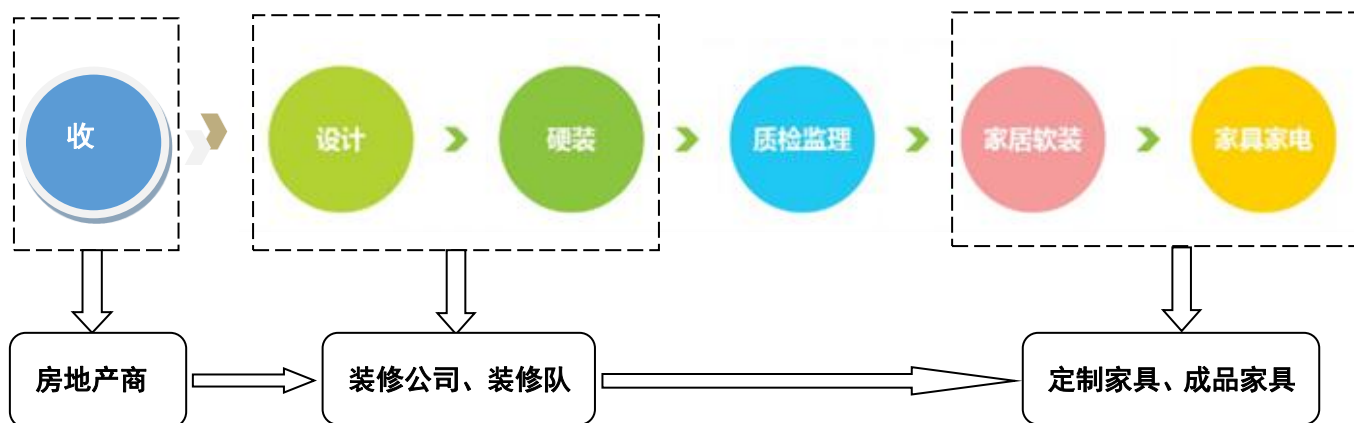 收
设计
硬装
质检监理
家居软装
家具家电
房地产商
装修公司、装修队
定制家具、成品家具